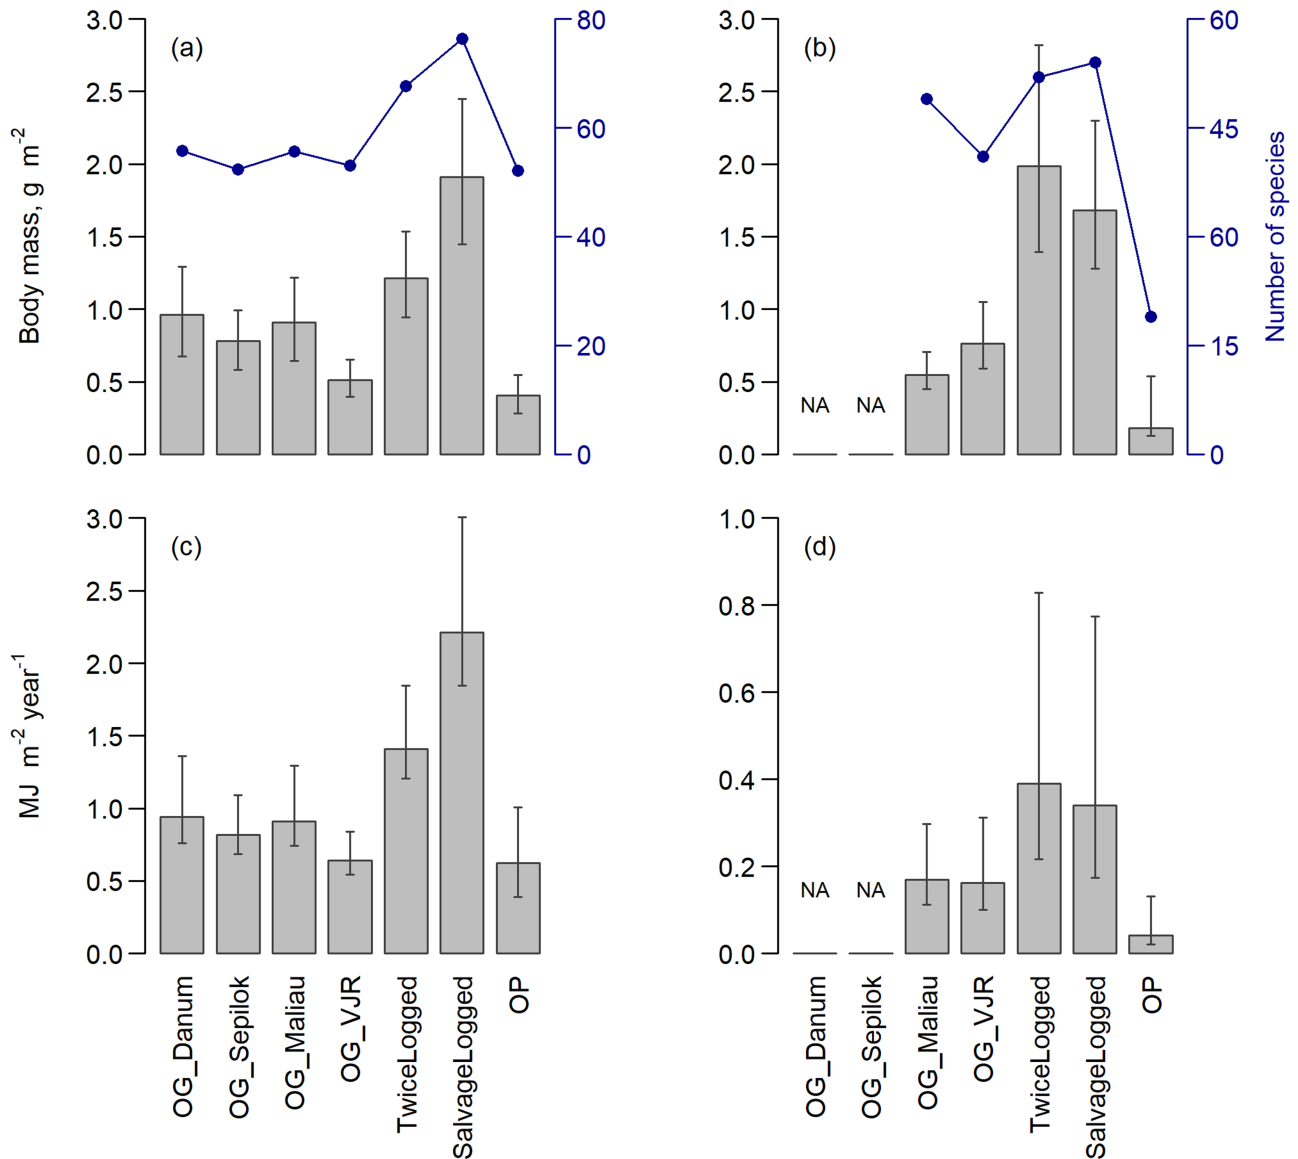 (a)
3.0
2.5
2.0
1.5
1.0
0.5
0.0
Body mass, g m-2
80
60
40
20
0
(b)
3.0
2.5
2.0
1.5
1.0
0.5
0.0
NA
NA
60
45
60
15
0
Number of species
(c)
3.0
2.5
2.0
1.5
1.0
0.5
0.0
MJ m-2 year-1
OG_Danum
OG_Sepilok
OG_Maliau
OG_VJR
TwiceLogged
SalvageLogged
OP
(d)
1.0
0.8
0.6
0.4
0.2
0.0
NA
NA
OG_Danum
OG_Sepilok
OG_Maliau
OG_VJR
TwiceLogged
SalvageLogged
OP